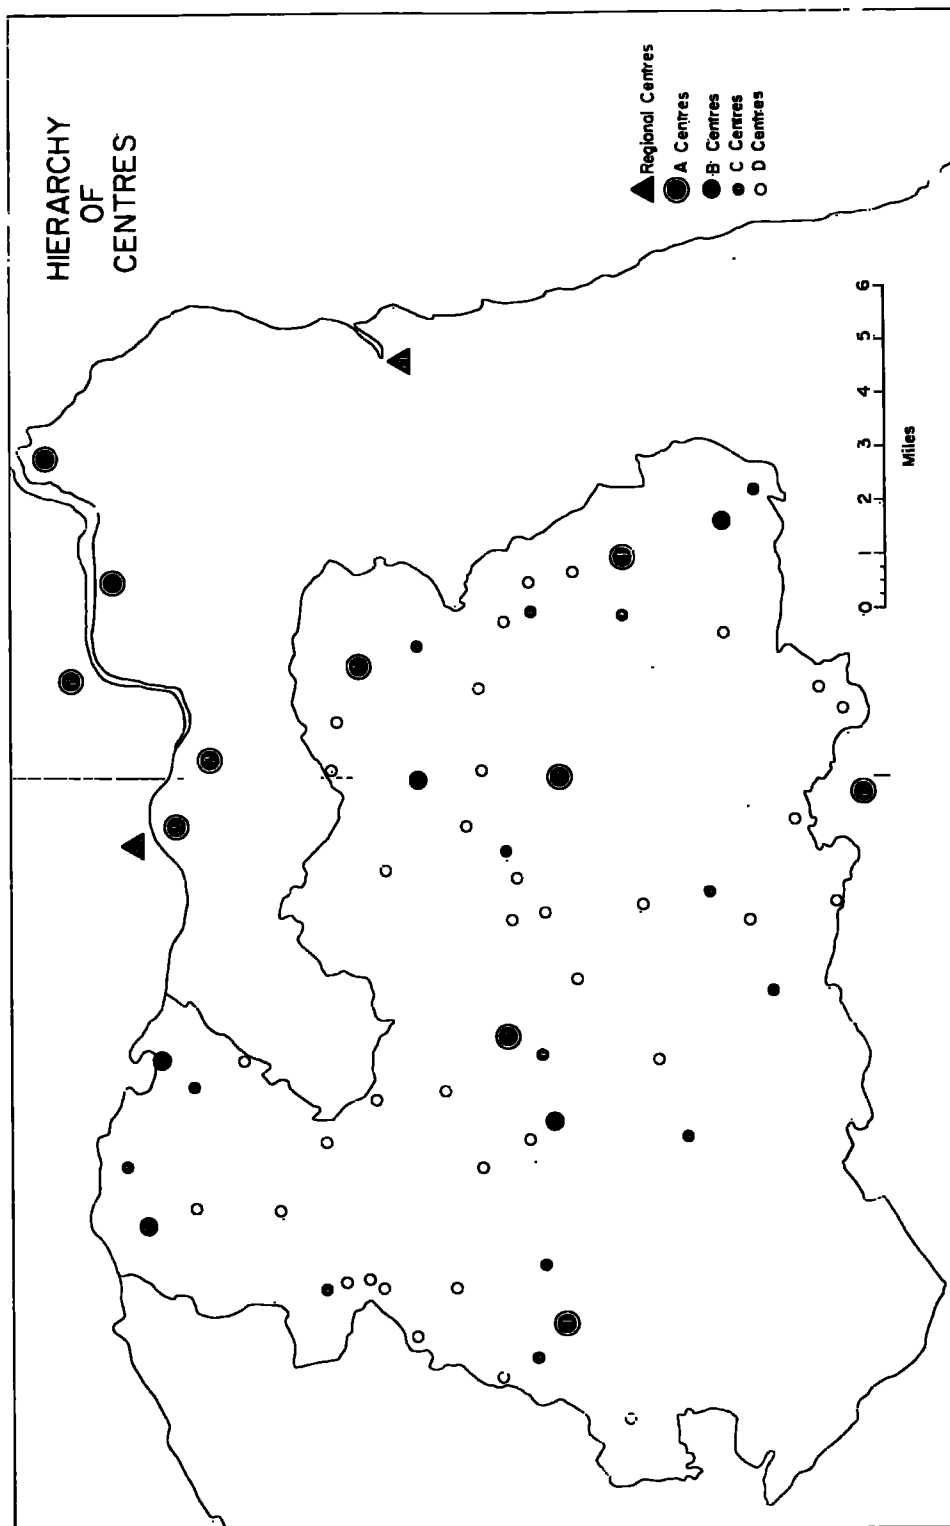 HIERARCHY
OF
CENTRES
Regional Centres
A Centres
B Centres
C Centres
D Centres
0 1 2 3 4 5 6
Miles